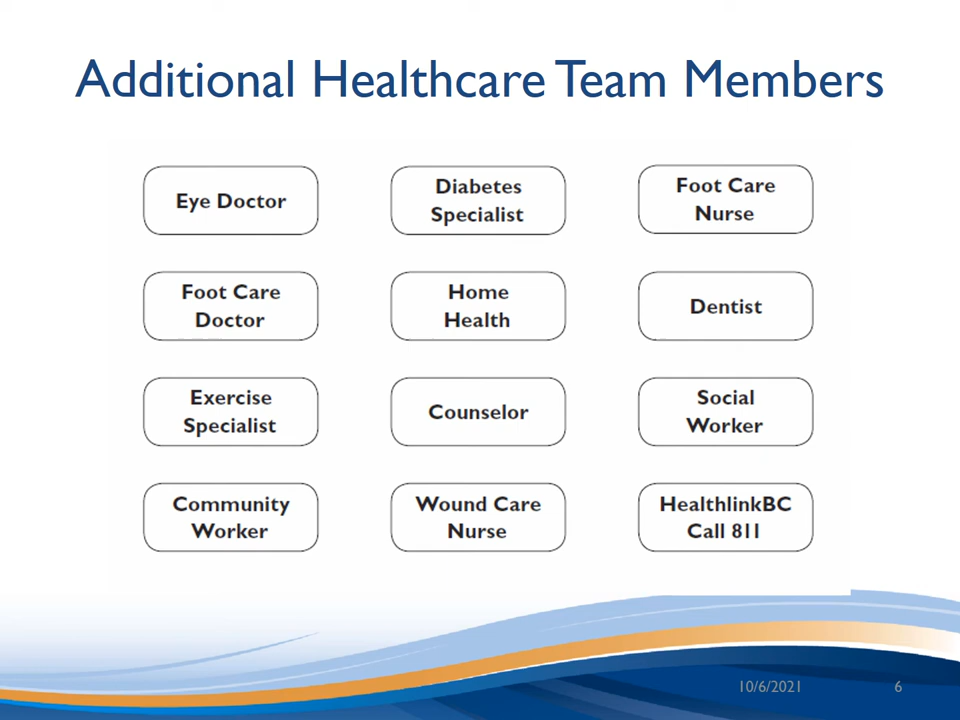 Additional Healthcare Team Members
Eye Doctor
Diabetes
Specialist
Foot Care
Nurse
Foot Care
Doctor
Home
Health
Dentist
Exercise
Specialist
Counselor
Social
Worker
Community
Worker
Wound Care
Nurse
HealthlinkBC
Call 811
10/6/2021
6